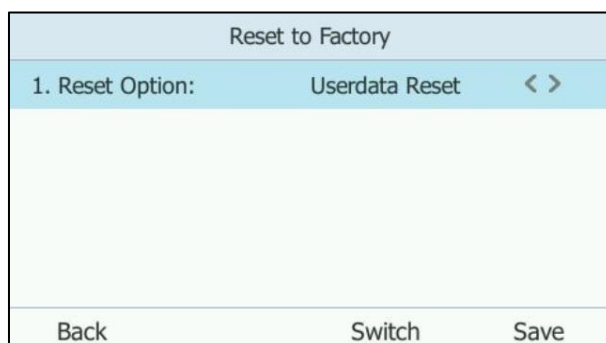 Reset to Factory
1. Reset Option: Userdata Reset < >
Back Switch Save